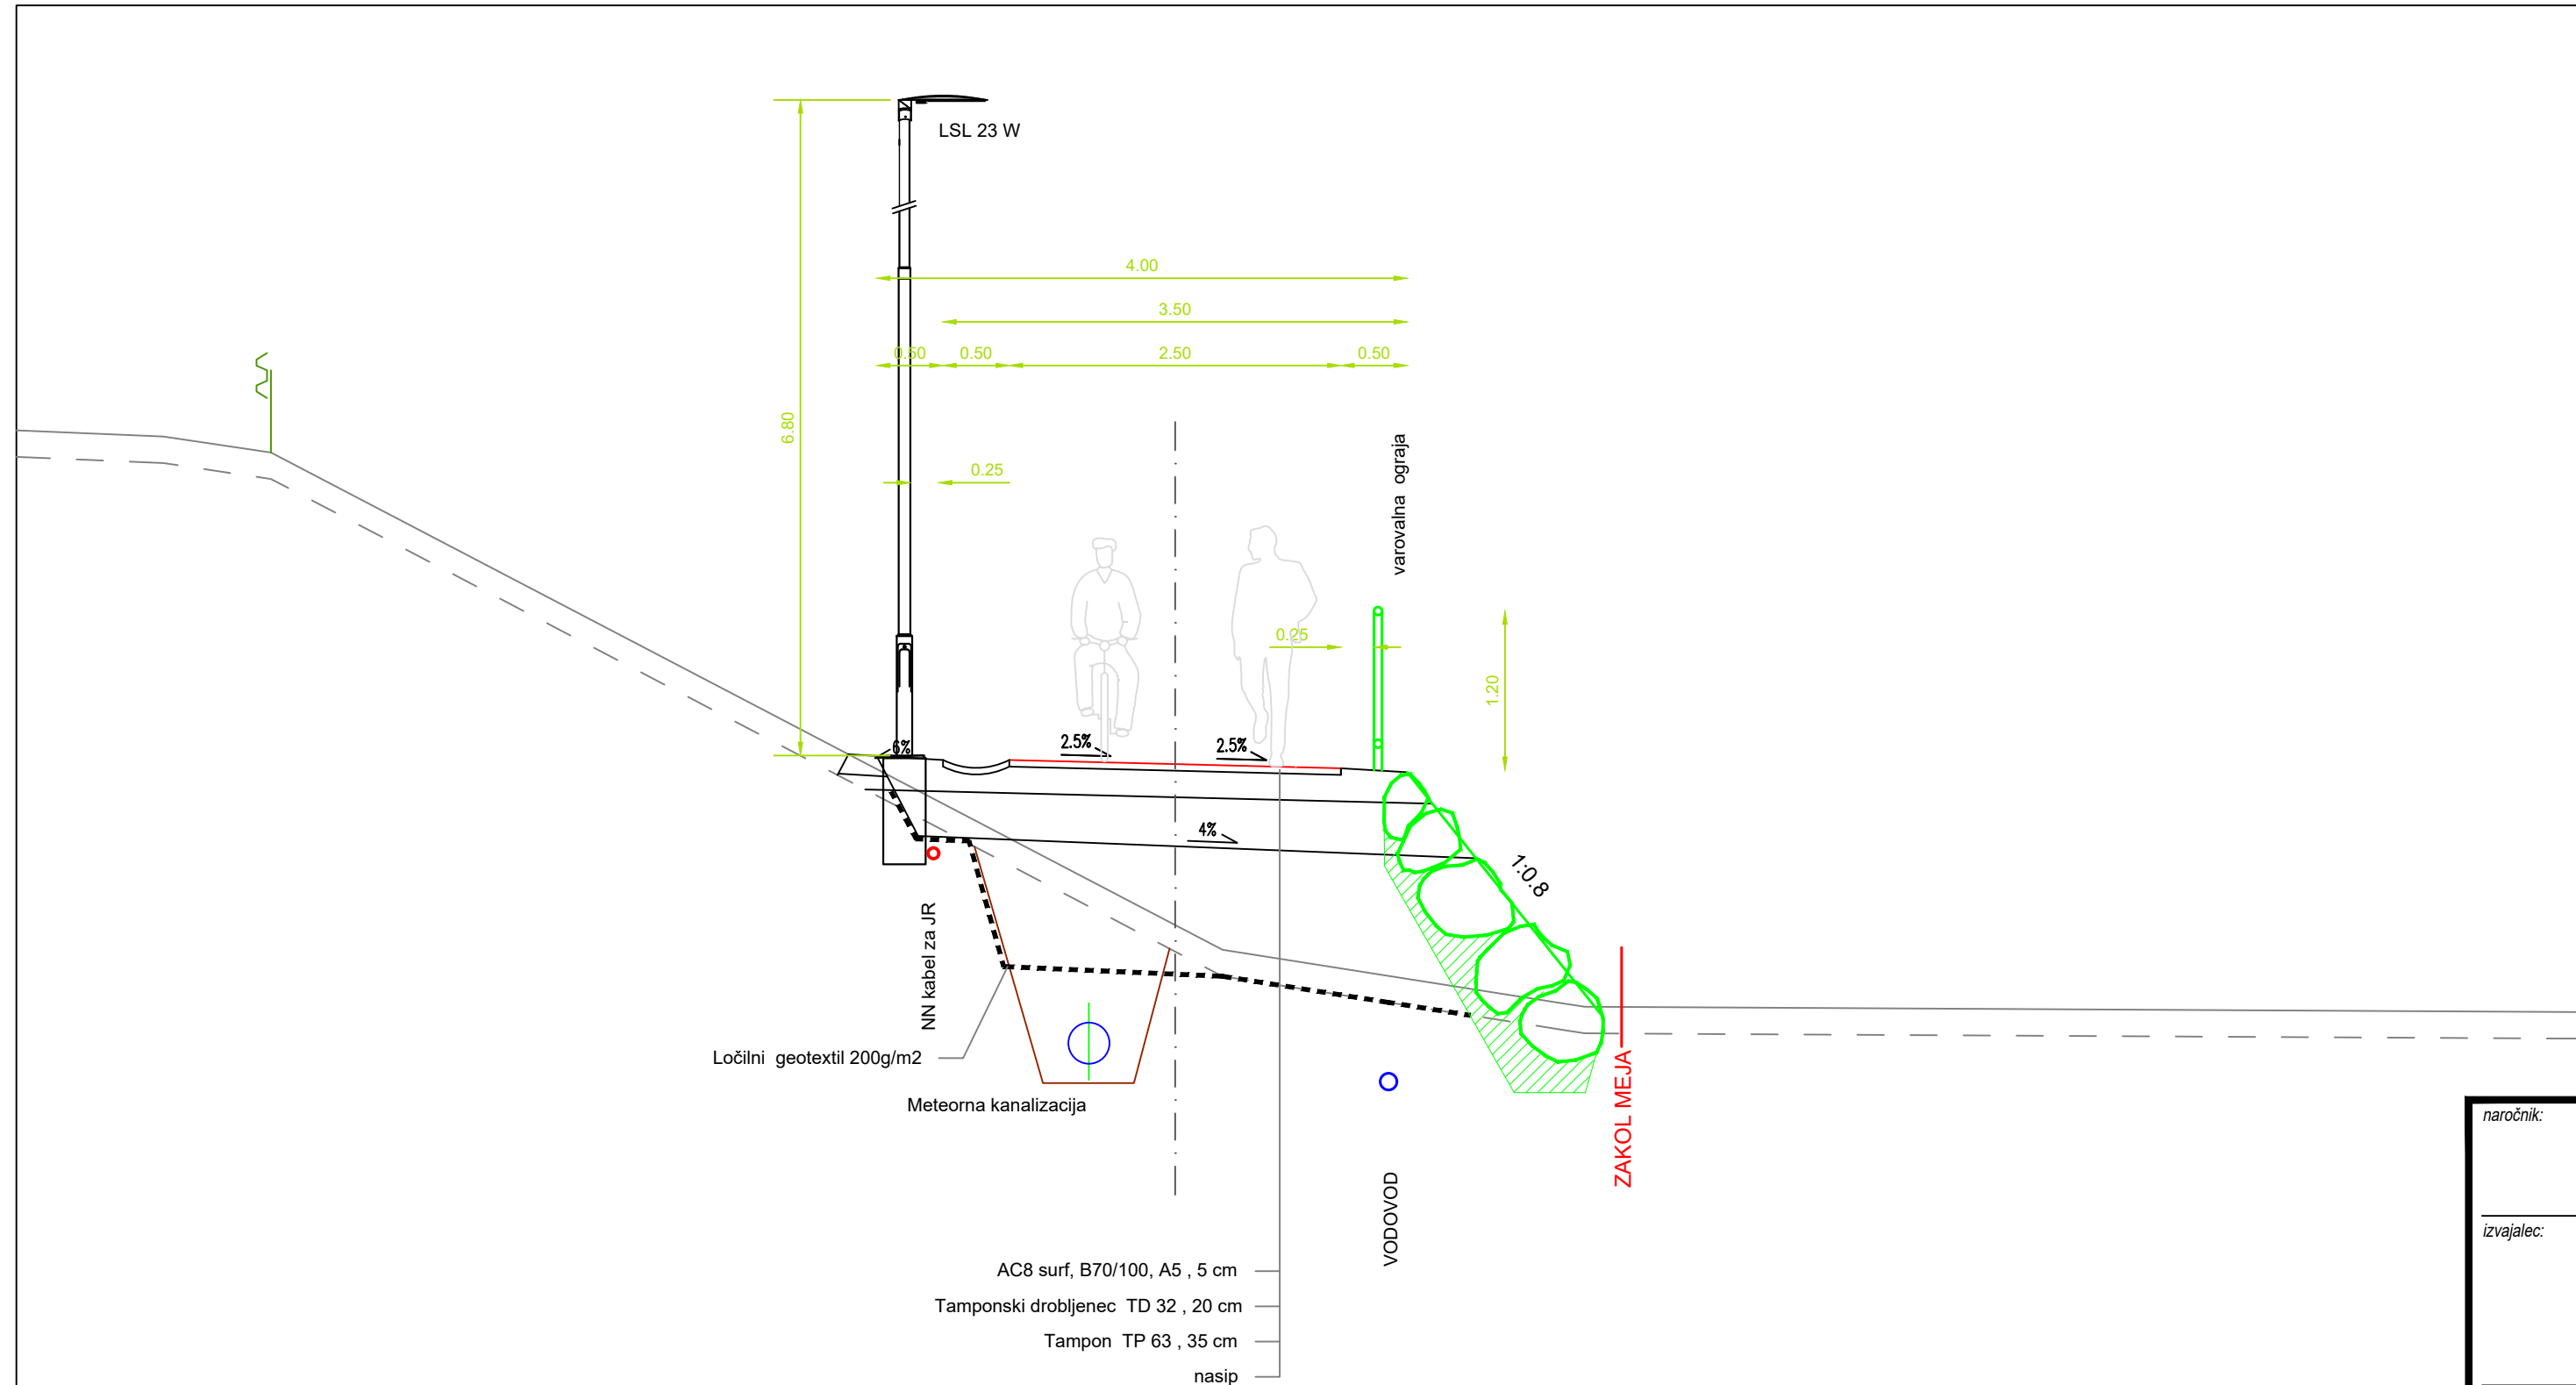 LSL 23 W
4.00
3.50
0.50
0.50
2.50
0.50
6.80
0.25
varovalna  ograja
0.25
1.20
6%
2.5%
2.5%
4%
1:0.8
NN kabel za JR
Ločilni  geotextil 200g/m2
Meteorna kanalizacija
ZAKOL MEJA
VODOVOD
naročnik:
izvajalec:
AC8 surf, B70/100, A5 , 5 cm
Tamponski drobljenec  TD 32 , 20 cm
Tampon  TP 63 , 35 cm
nasip